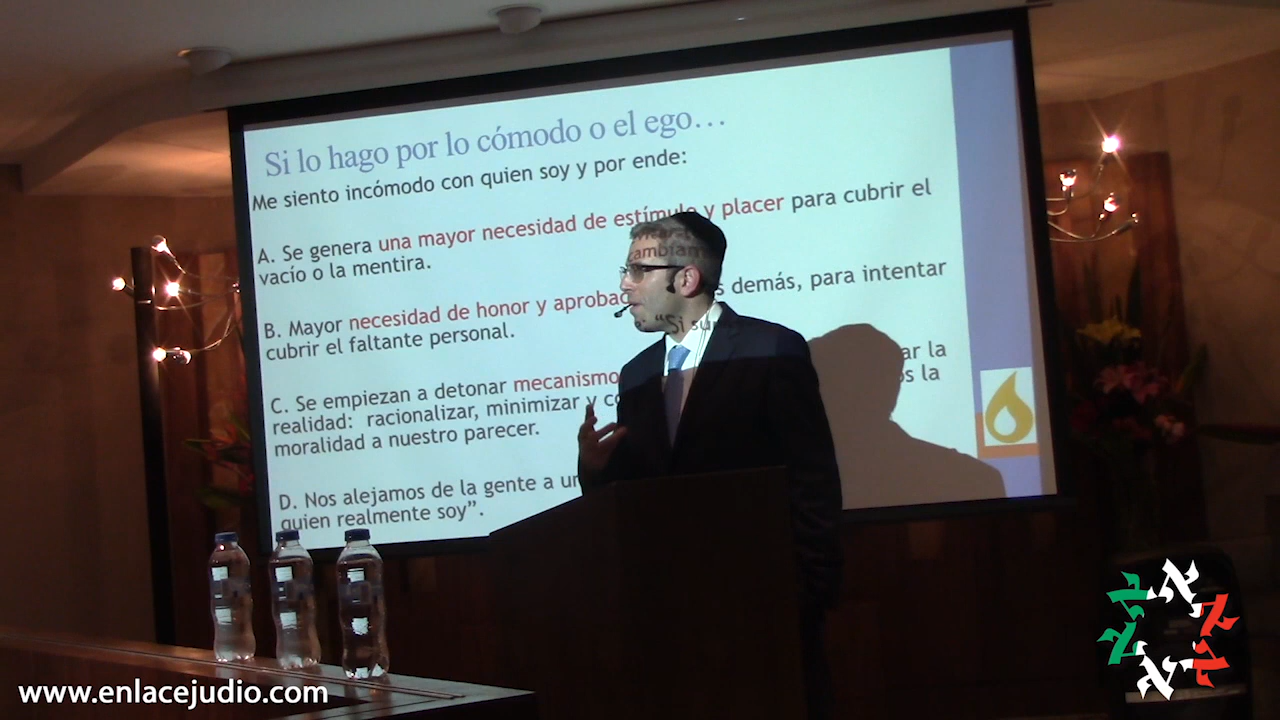 Si lo hago por lo cómodo o el ego…
Me siento incómodo con quien soy y por ende:
A. Se genera una mayor necesidad de estímulo y placer para cubrir el
vacío o la mentira.
B. Mayor necesidad de honor y demás, para intentar
cubrir el faltante personal.
C. Se empiezan a detonar la
realidad: racionalizar, minimizar y la
moralidad a nuestro parecer.
D. Nos alejamos de la gente a
quien realmente soy”.
www.enlacejudio.com